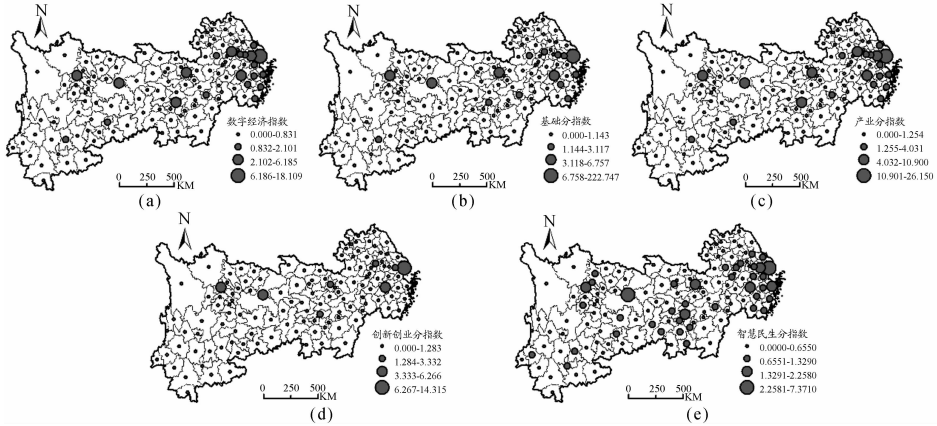 N
数字经济指数
0.000-0.831
0.832-2.101
2.102-6.185
6.186-18.109
0 250 500
KM
(a)
N
基础分指数
0.000-1.143
1.144-3.117
3.118-6.757
6.758-222.747
0 250 500
KM
(b)
N
产业分指数
0.000-1.254
1.255-4.031
4.032-10.900
10.901-26.150
0 250 500
KM
(c)
N
创新创业分指数
0.000-1.283
1.284-3.332
3.333-6.266
6.267-14.315
0 250 500
KM
(d)
N
智慧民生分指数
0.0000-0.6550
0.6551-1.3290
1.3291-2.2580
2.2581-7.3710
0 250 500
KM
(e)